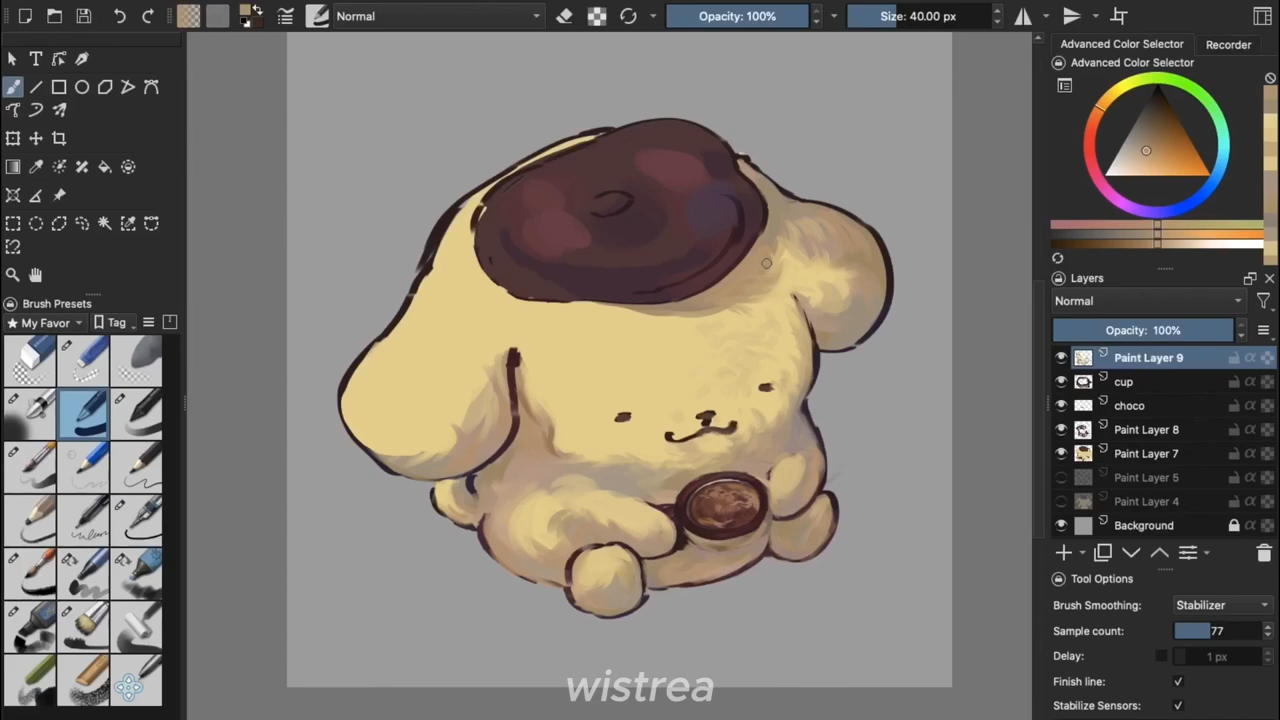 Normal
Opacity: 100%
Size: 40.00 px
Advanced Color Selector
Recorder
Advanced Color Selector
T
Brush Presets
My Favor
Tag
Layers
Normal
Opacity: 100%
Paint Layer 9
cup
choco
Paint Layer 8
Paint Layer 7
Paint Layer 5
Paint Layer 4
Background
Tool Options
Brush Smoothing:
Stabilizer
Sample count:
77
Delay:
1 px
Finish line:
Stabilize Sensors:
wistrea